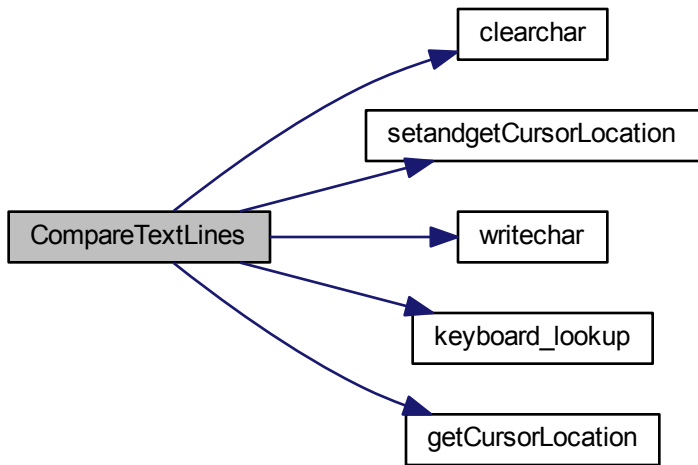 clearchar
setandgetCursorLocation
CompareTextLines
writechar
keyboard_lookup
getCursorLocation